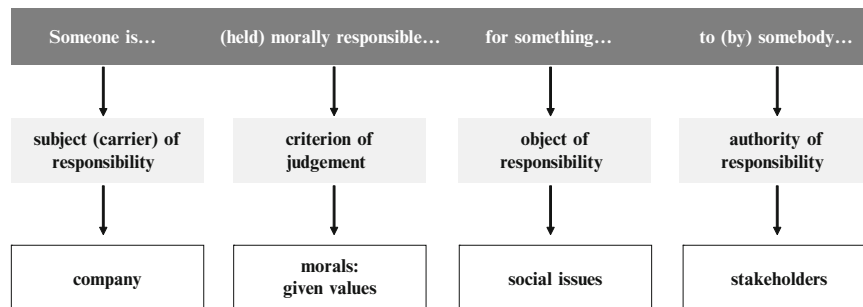 Someone is… (held) morally responsible… for something… to (by) somebody…
subject (carrier) of responsibility
criterion of judgement
object of responsibility
authority of responsibility
company
morals: given values
social issues
stakeholders